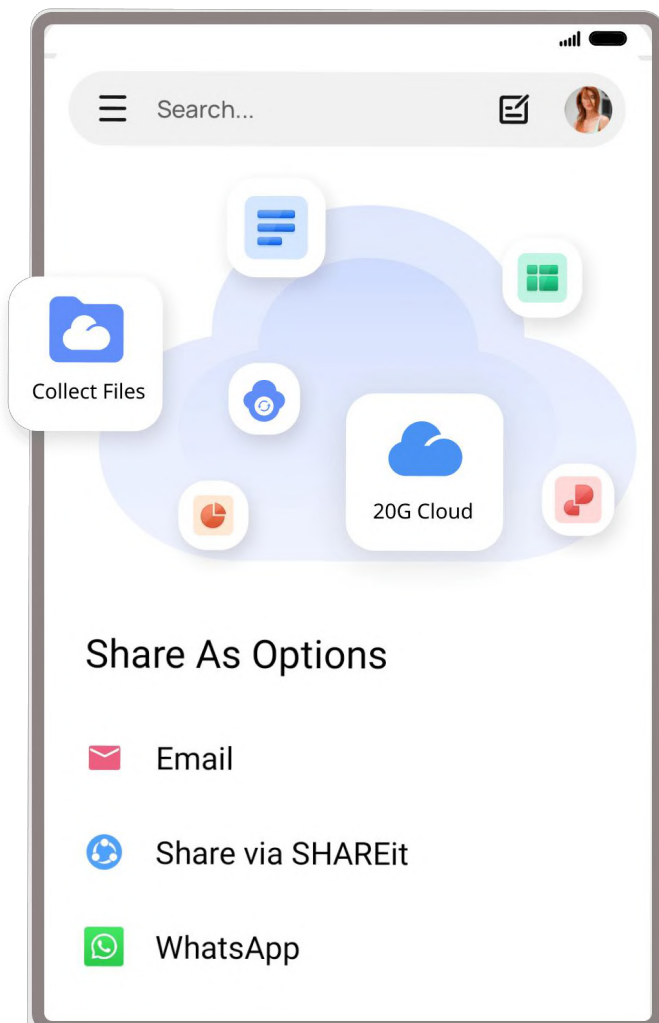 Search...
Collect Files
20G Cloud
Share As Options
Email
Share via SHAREit
WhatsApp